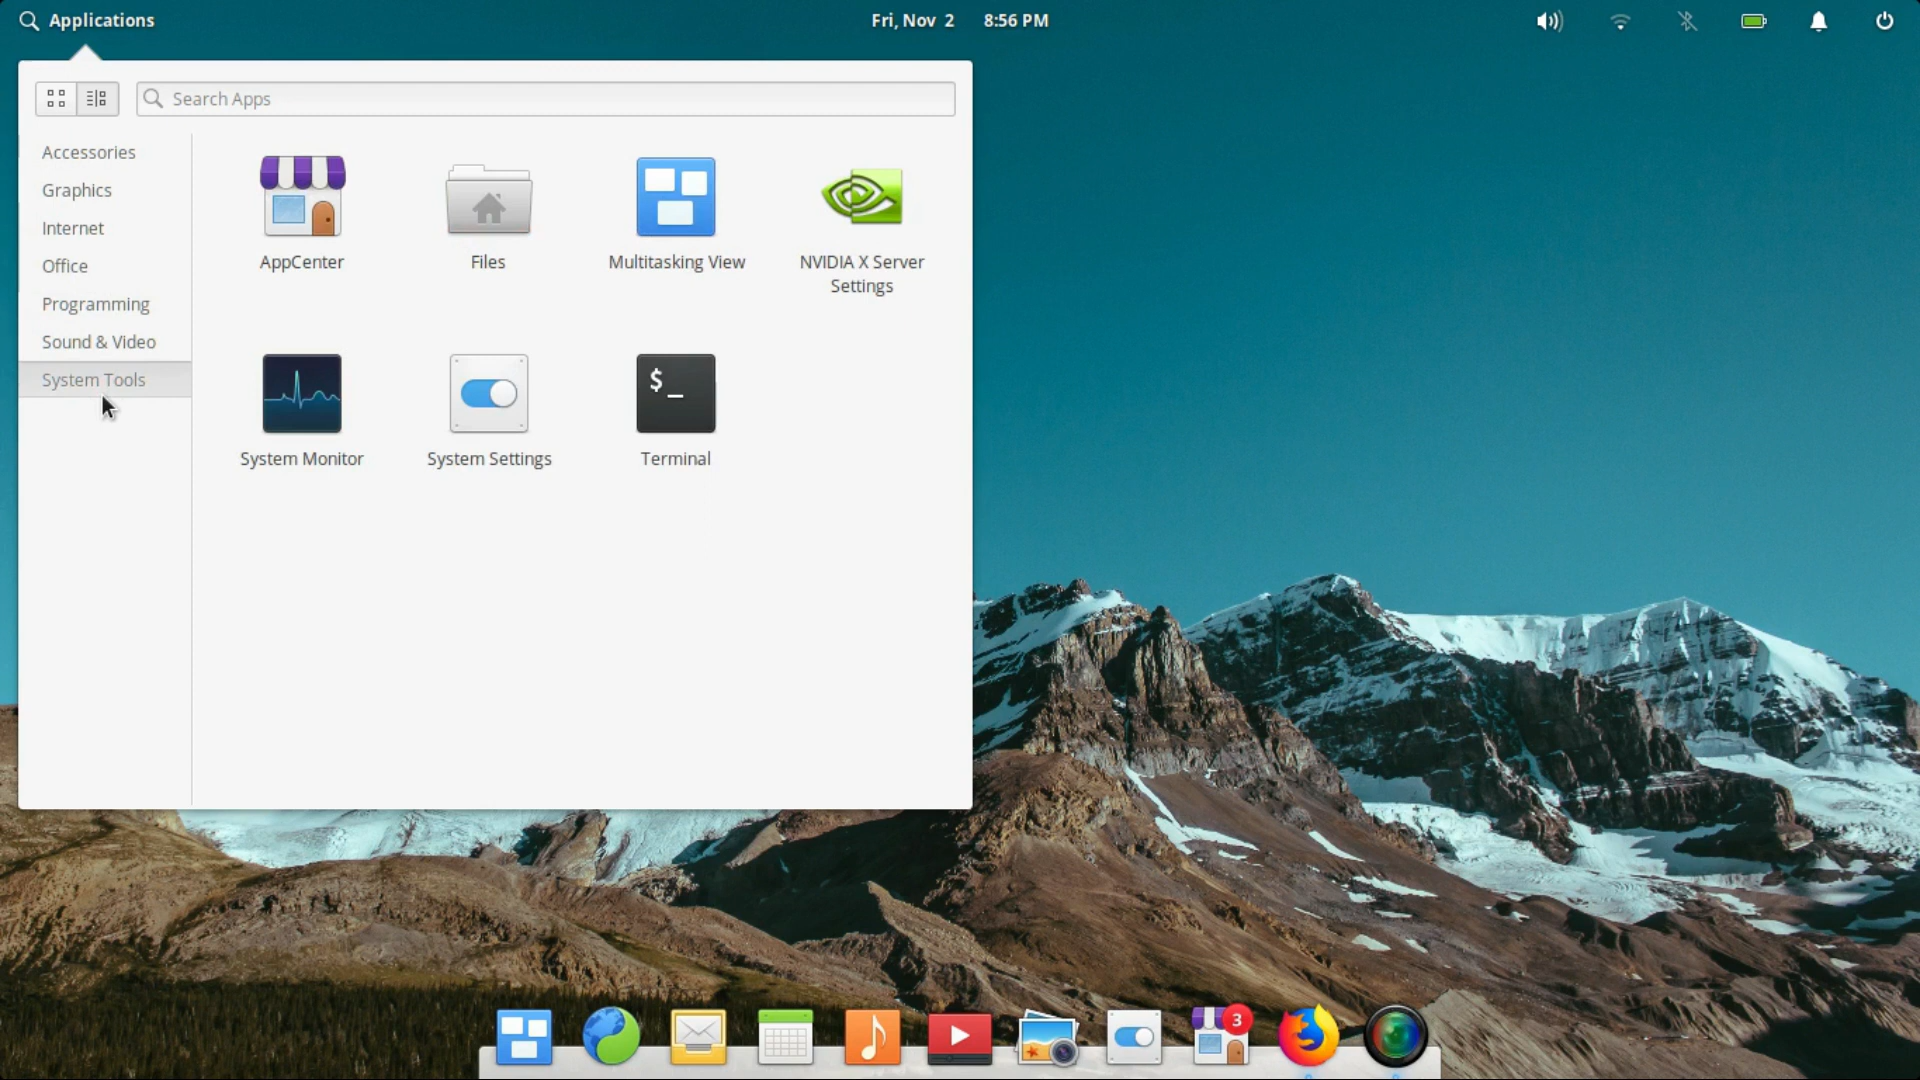 Applications
Fri, Nov 2 8:56 PM
Search Apps
Accessories
Graphics
Internet
Office
Programming
Sound & Video
System Tools
AppCenter
Files
Multitasking View
NVIDIA X Server
Settings
$_
System Monitor
System Settings
Terminal
3